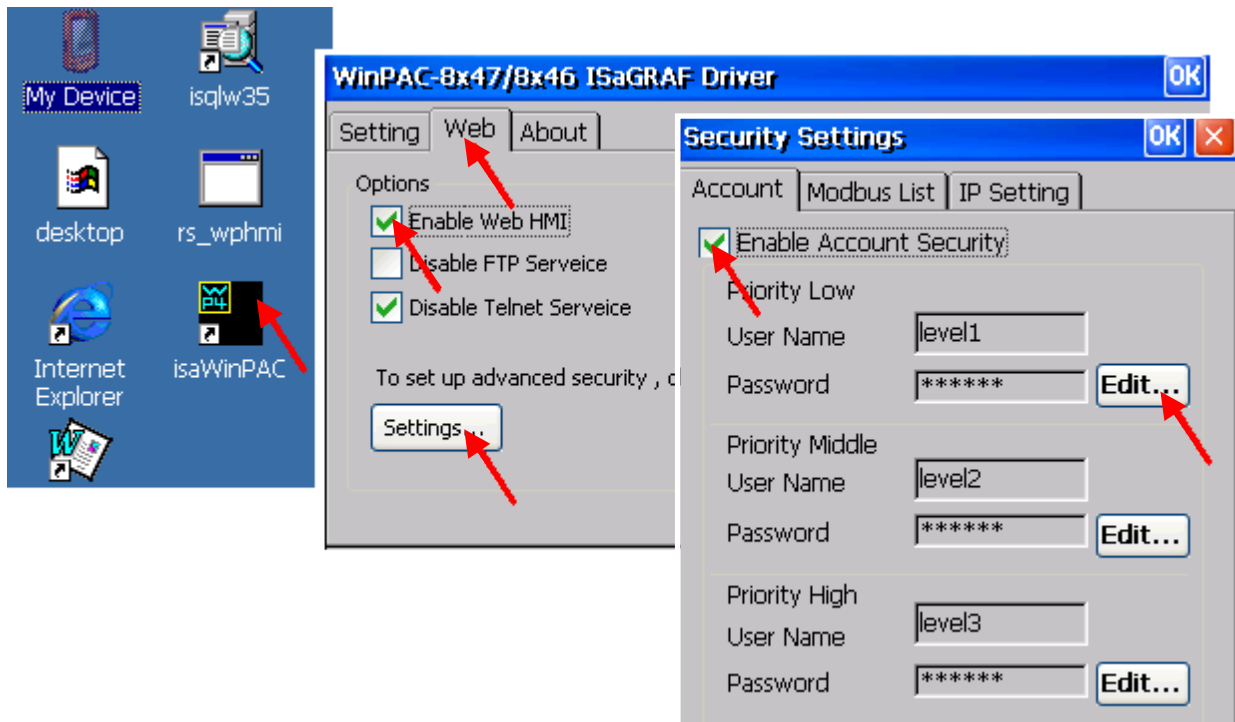 My Device
isqlw35
desktop
rs_wphmi
Internet
Explorer
isaWinPAC
WinPAC-8x47/8x46 ISaGRAF Driver
OK
Setting
Web
About
Options
Enable Web HMI
Disable FTP Serveice
Disable Telnet Serveice
To set up advanced security , c
Settings...
Security Settings
OK
Account
Modbus List
IP Setting
Enable Account Security
Priority Low
User Name
level1
Password
******
Edit...
Priority Middle
User Name
level2
Password
******
Edit...
Priority High
User Name
level3
Password
******
Edit...